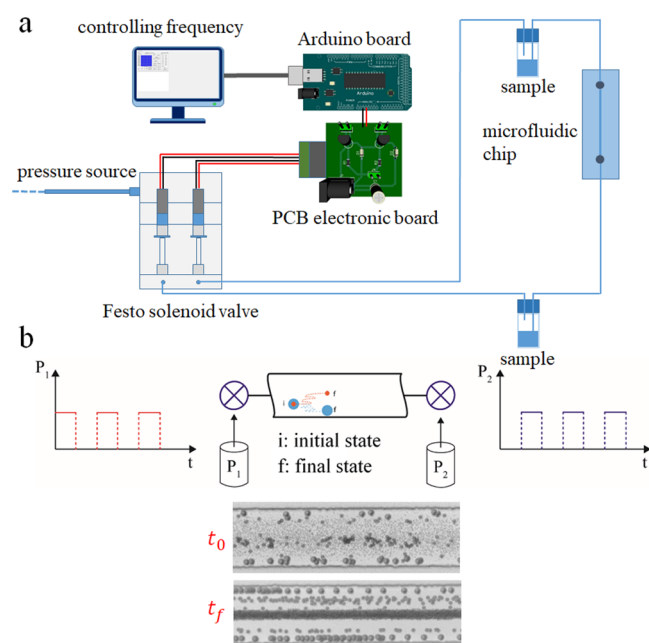 a
controlling frequency
Arduino board
Arduino
sample
microfluidic
chip
pressure source
PCB electronic board
Festo solenoid valve
sample
b
P1
t
i
f
f
i: initial state
f: final state
P1
P2
P2
t
t0
tf